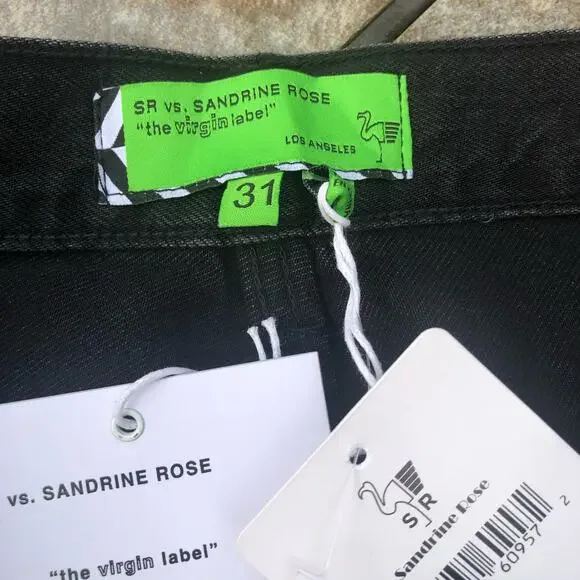 SR vs. SANDRINE ROSE
"the virgin label"
LOS ANGELES
31
vs. SANDRINE ROSE
"the virgin label"
SR
Sandrine Rose
60957 2